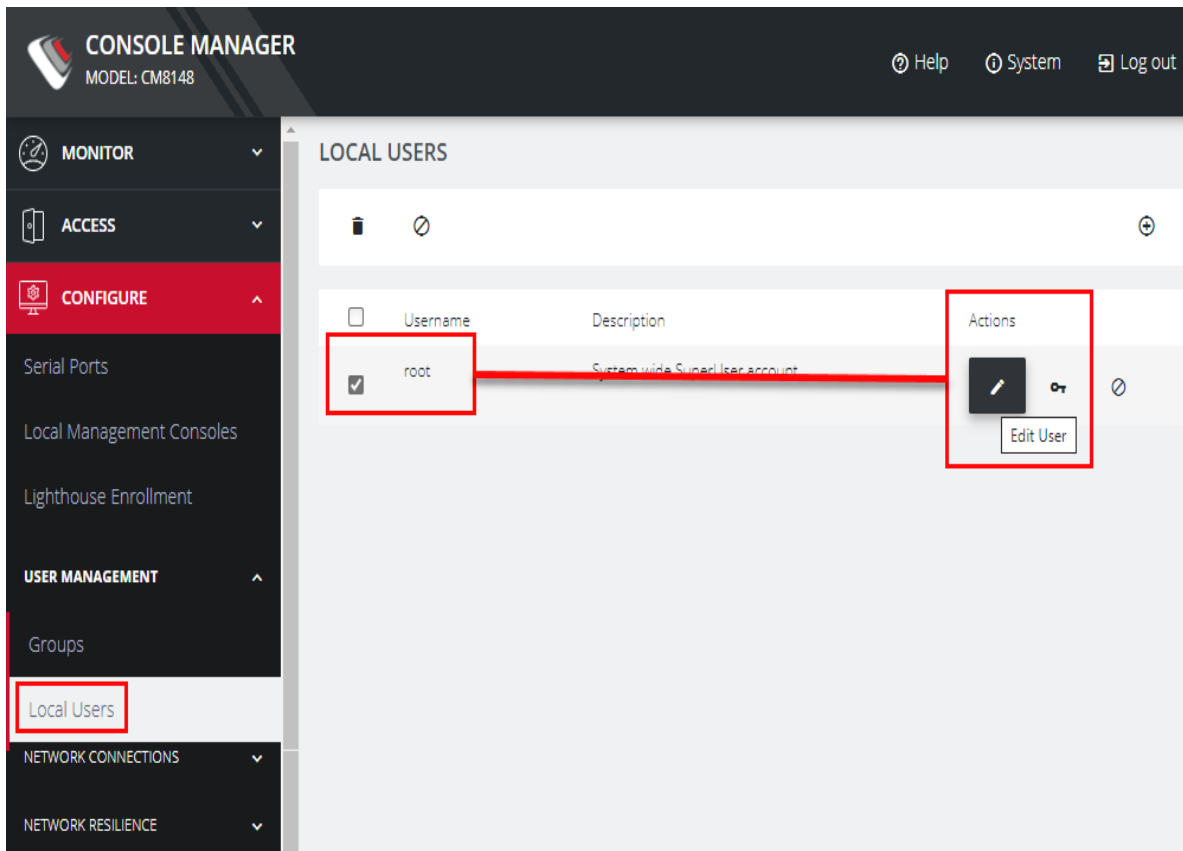 CONSOLE MANAGER
MODEL: CM8148
Help
System
Log out
MONITOR
ACCESS
CONFIGURE
Serial Ports
Local Management Consoles
Lighthouse Enrollment
USER MANAGEMENT
Groups
Local Users
NETWORK CONNECTIONS
NETWORK RESILIENCE
LOCAL USERS
Username Description Actions
root System wide SuperUser account
Edit User